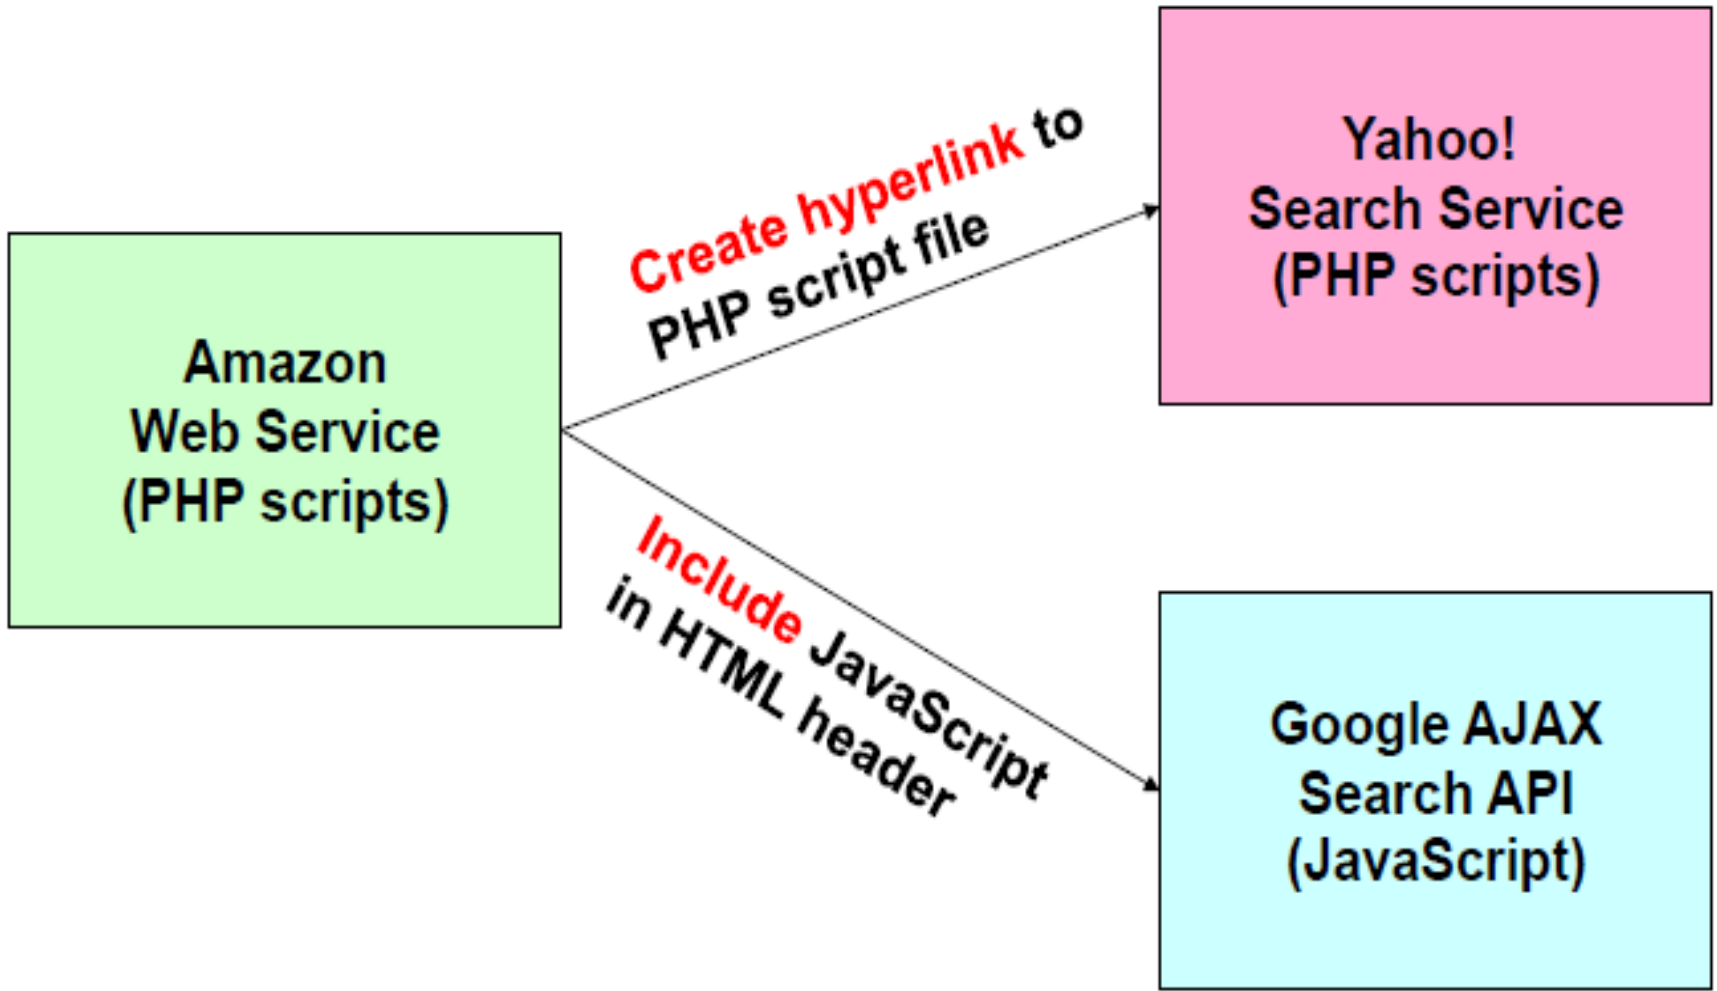 Amazon
Web Service
(PHP scripts)
Create hyperlink to
PHP script file
Yahoo!
Search Service
(PHP scripts)
Include JavaScript
in HTML header
Google AJAX
Search API
(JavaScript)